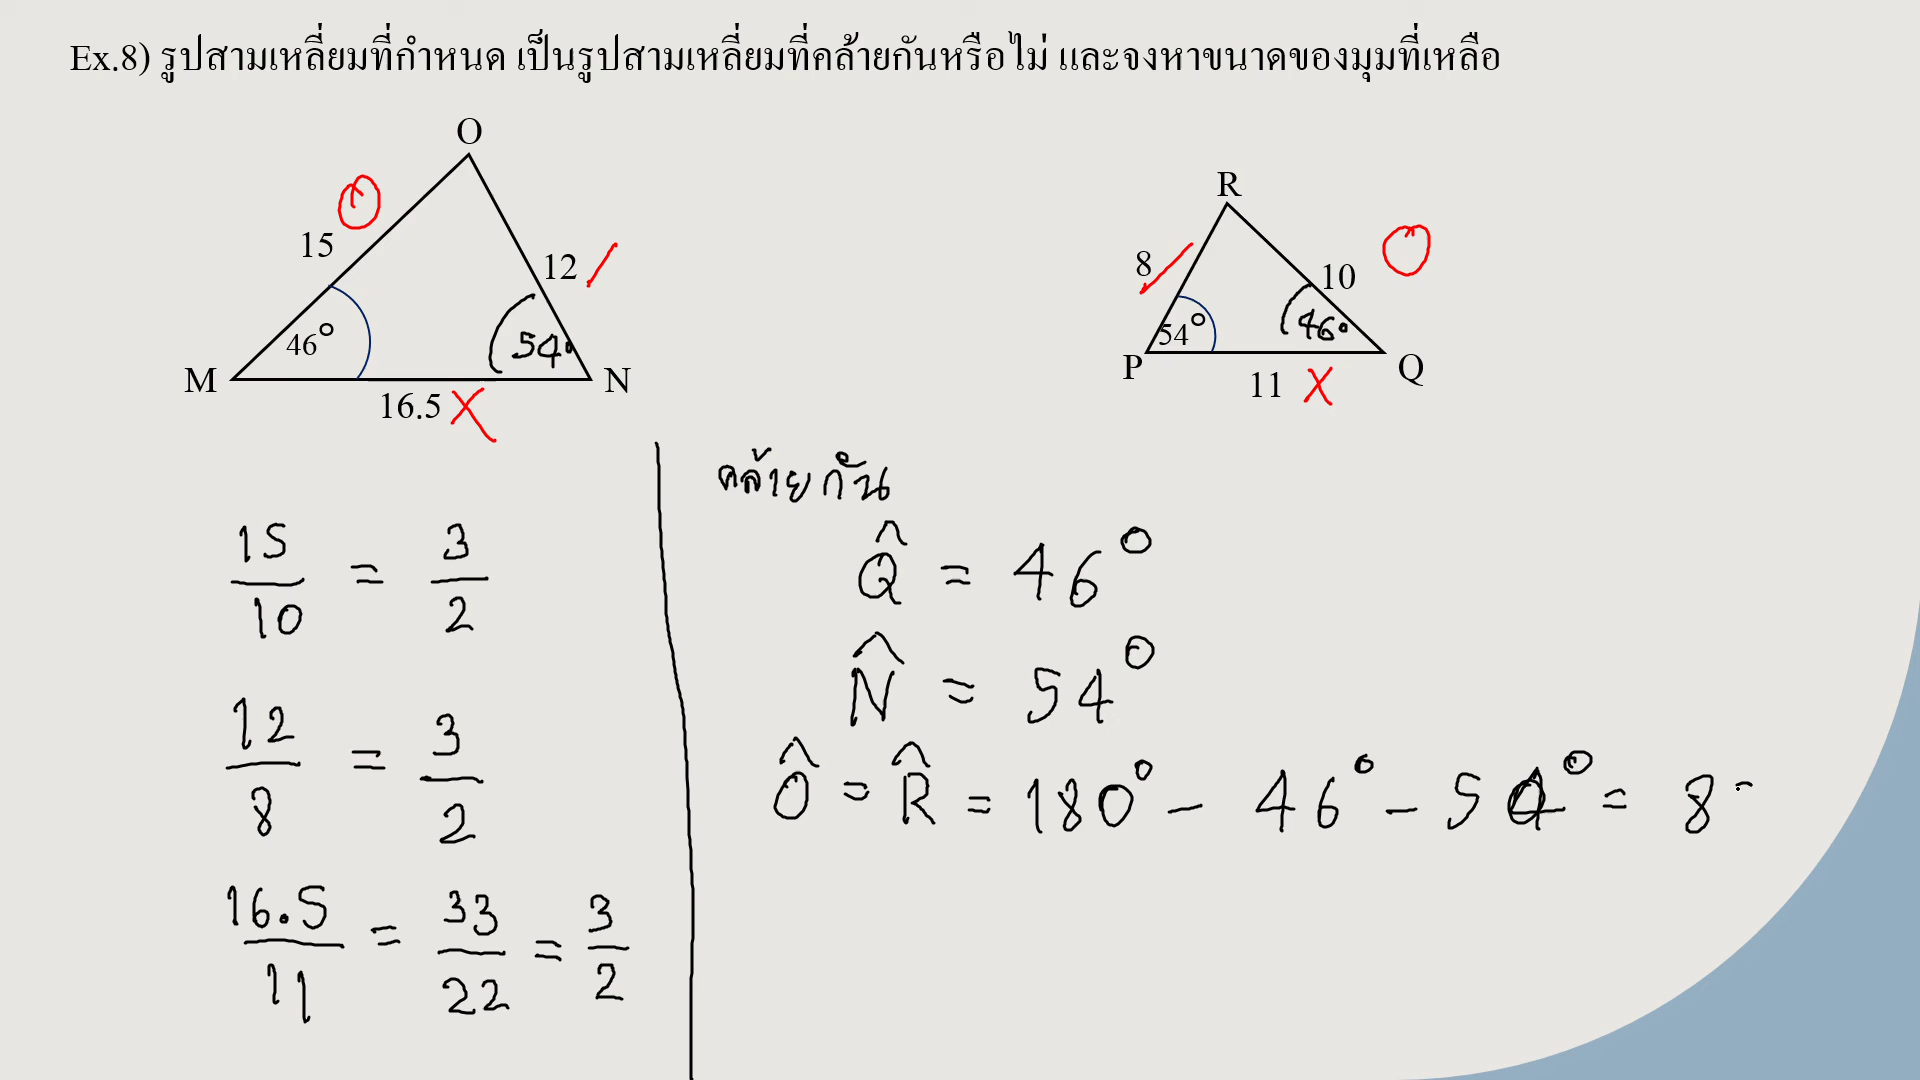 Ex.8) รูปสามเหลี่ยมที่กำหนด เป็นรูปสามเหลี่ยมที่คล้ายกันหรือไม่ และจงหาขนาดของมุมที่เหลือ
O
15
12
46°
54°
M
N
16.5 X
R
8
10
54°
46°
P
Q
11 X
15/10 = 3/2
12/8 = 3/2
16.5/11 = 33/22 = 3/2
คล้ายกัน
Q̂ = 46°
N̂ = 54°
Ô = R̂ = 180° - 46° - 54° = 8